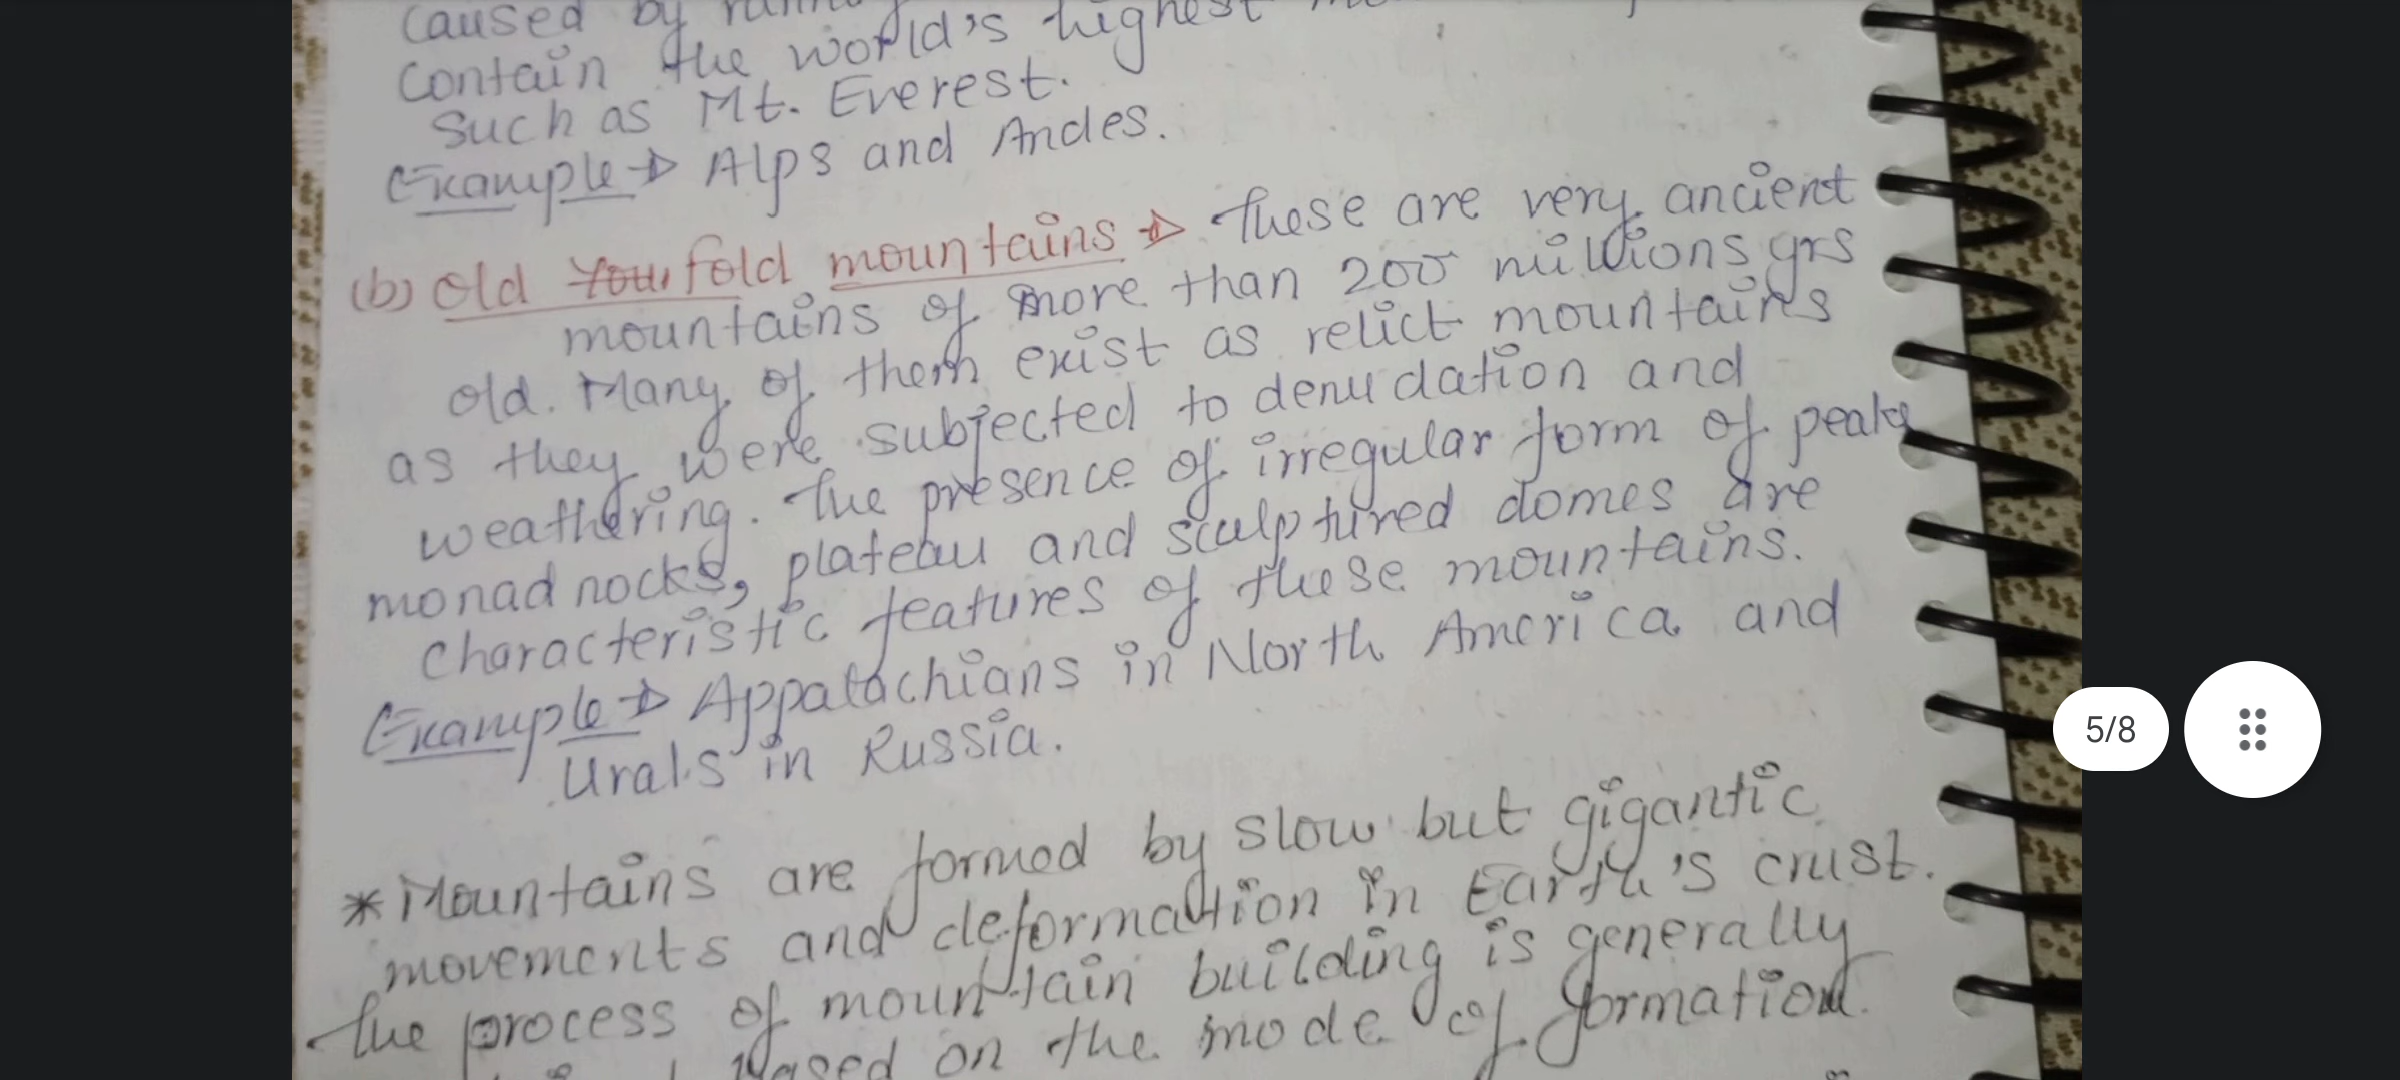 caused by
contain the world's highest
such as Mt. Everest.
Example → Alps and Andes.
(b) Old fold mountains → These are very ancient
mountains of more than 200 millions yrs
old. Many of them exist as relict mountains
as they were subjected to denudation and
weathering. The presence of irregular form of peaks
monad nocks, plateau and sculptured domes are
characteristic features of these mountains.
Example → Appalachians in North America and
Urals in Russia.
* Mountains are formed by slow but gigantic
movements and deformation in Earth's crust.
The process of mountain building is generally
based on the mode of formation.
5/8